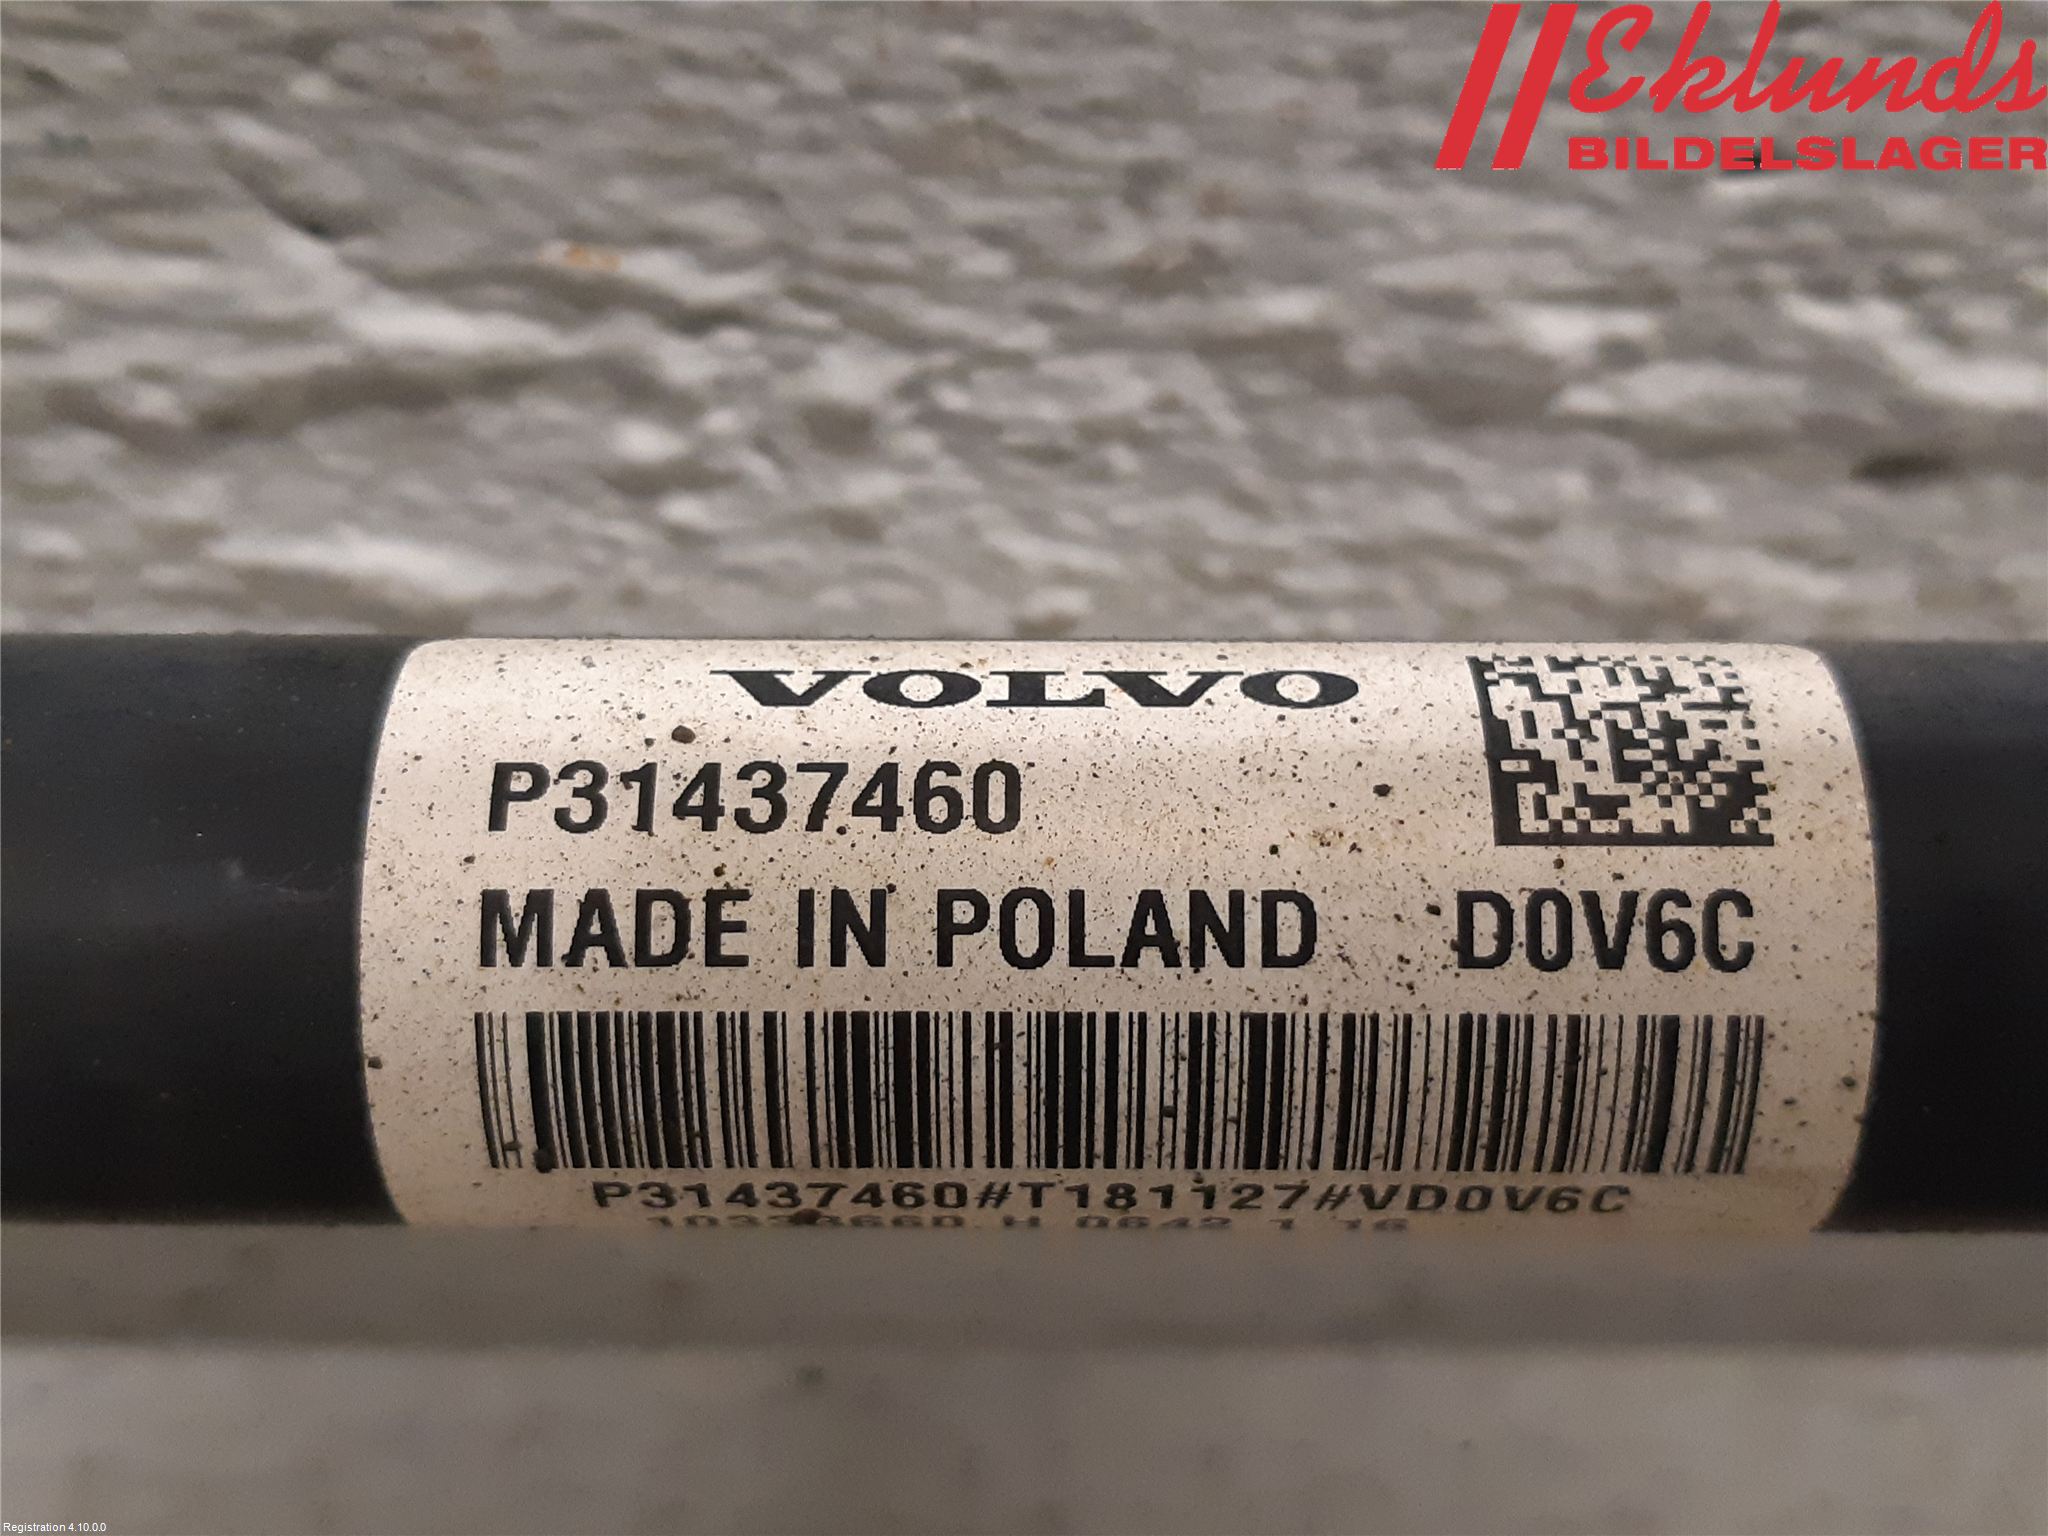 Eklunds
BILDELSLAGER
VOLVO
P31437460
MADE IN POLAND D0V6C
P31437460#T181127#VD0V6C
Registration 4.10.0.0